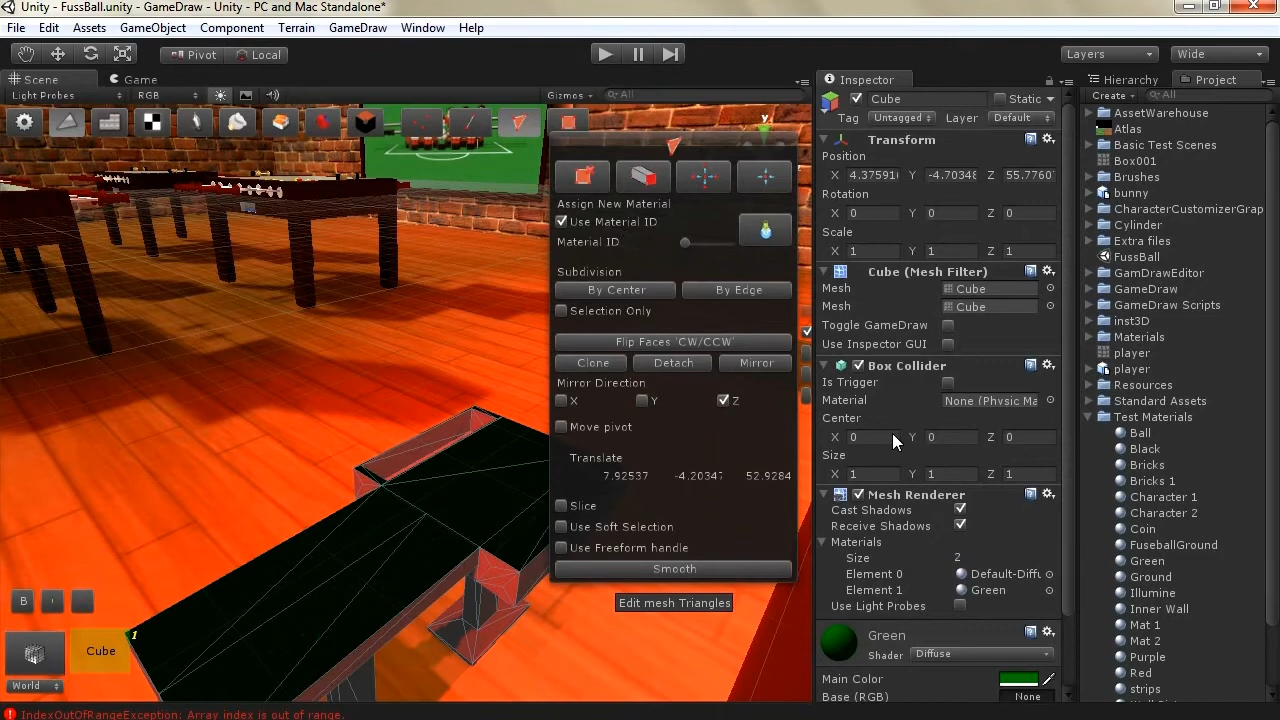 Unity - FussBall.unity - GameDraw - Unity - PC and Mac Standalone*
File Edit Assets GameObject Component Terrain GameDraw Window Help
Pivot Local Layers Wide
Scene Game
Light Probes RGB Gizmos All
Assign New Material
Use Material ID
Material ID
Subdivision
By Center By Edge
Selection Only
Flip Faces 'CW/CCW'
Clone Detach Mirror
Mirror Direction
X Y Z
Move pivot
Translate
7.92537 -4.20347 52.9284
Slice
Use Soft Selection
Use Freeform handle
Smooth
Edit mesh Triangles
B
1
Cube
World
IndexOutOfRangeException: Array index is out of range.
Inspector
Cube Static
Tag Untagged Layer Default
Transform
Position
X 4.37591 Y -4.70348 Z 55.7760
Rotation
X 0 Y 0 Z 0
Scale
X 1 Y 1 Z 1
Cube (Mesh Filter)
Mesh Cube
Mesh Cube
Toggle GameDraw
Use Inspector GUI
Box Collider
Is Trigger
Material None (Physic Ma
Center
X 0 Y 0 Z 0
Size
X 1 Y 1 Z 1
Mesh Renderer
Cast Shadows
Receive Shadows
Materials
Size 2
Element 0 Default-Diffu
Element 1 Green
Use Light Probes
Green
Shader Diffuse
Main Color
Base (RGB) None
Hierarchy Project
Create All
AssetWarehouse
Atlas
Basic Test Scenes
Box001
Brushes
bunny
CharacterCustomizerGrap
Cylinder
Extra files
FussBall
GamDrawEditor
GameDraw
GameDraw Scripts
inst3D
Materials
player
player
Resources
Standard Assets
Test Materials
Ball
Black
Bricks
Bricks 1
Character 1
Character 2
Coin
FuseballGround
Green
Ground
Illumine
Inner Wall
Mat 1
Mat 2
Purple
Red
strips